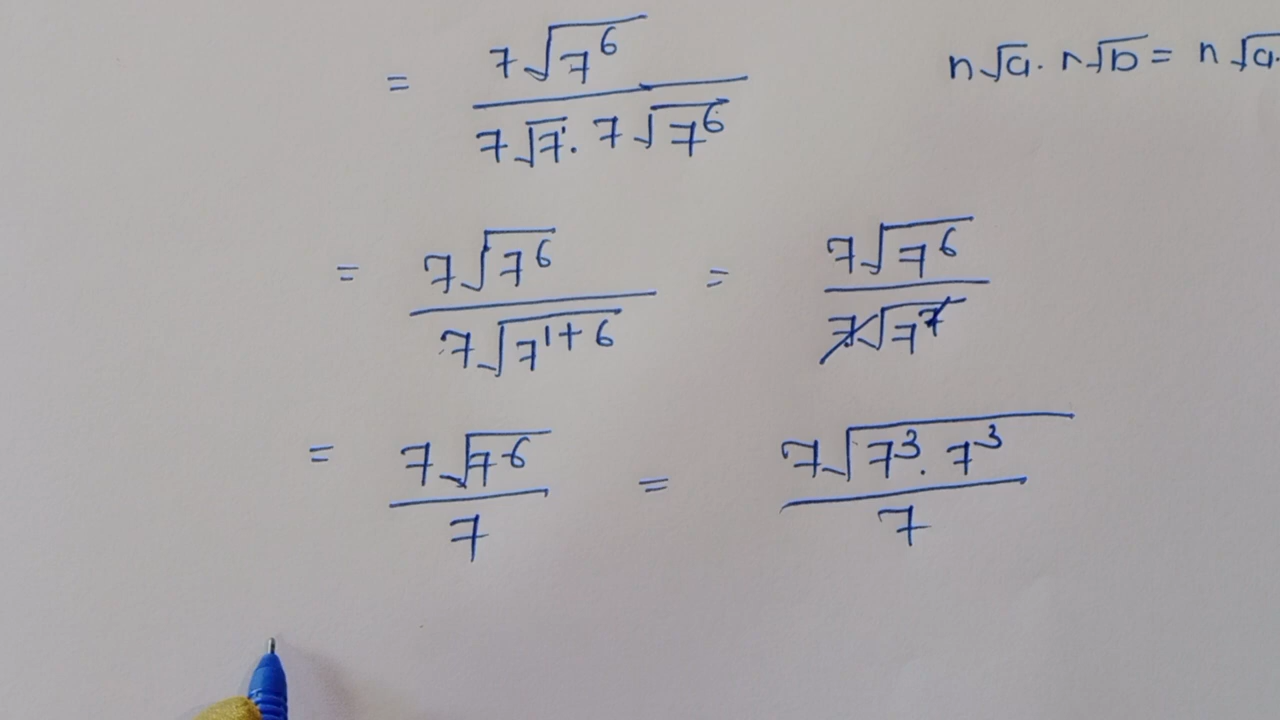 = 7√7^6 / 7√7^1 · 7√7^6
n√a · n√b = n√a·
= 7√7^6 / 7√7^(1+6) = 7√7^6 / 7√7^7
= 7√7^6 / 7 = 7√7^3 · 7^3 / 7